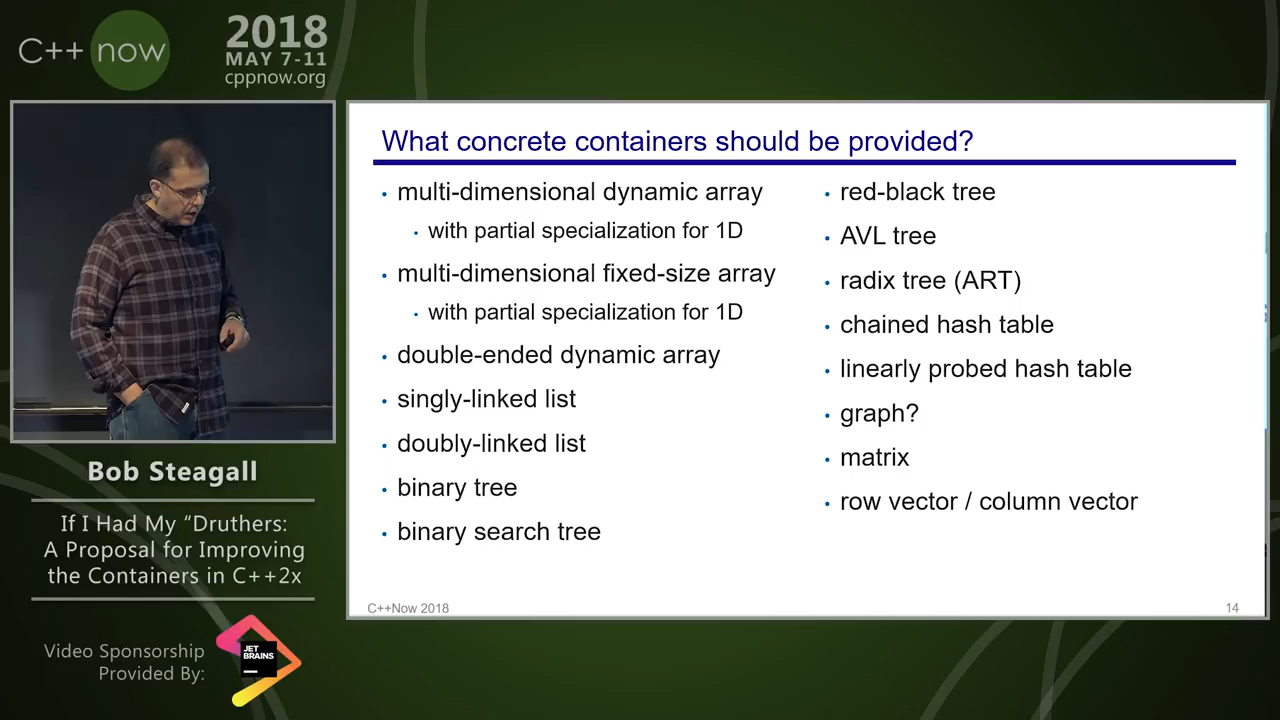 C++ now
2018
MAY 7-11
cppnow.org
What concrete containers should be provided?
• multi-dimensional dynamic array
• with partial specialization for 1D
• multi-dimensional fixed-size array
• with partial specialization for 1D
• double-ended dynamic array
• singly-linked list
• doubly-linked list
• binary tree
• binary search tree
• red-black tree
• AVL tree
• radix tree (ART)
• chained hash table
• linearly probed hash table
• graph?
• matrix
• row vector / column vector
C++Now 2018
14
Bob Steagall
If I Had My “Druthers:
A Proposal for Improving
the Containers in C++2x
Video Sponsorship
Provided By:
JET
BRAINS